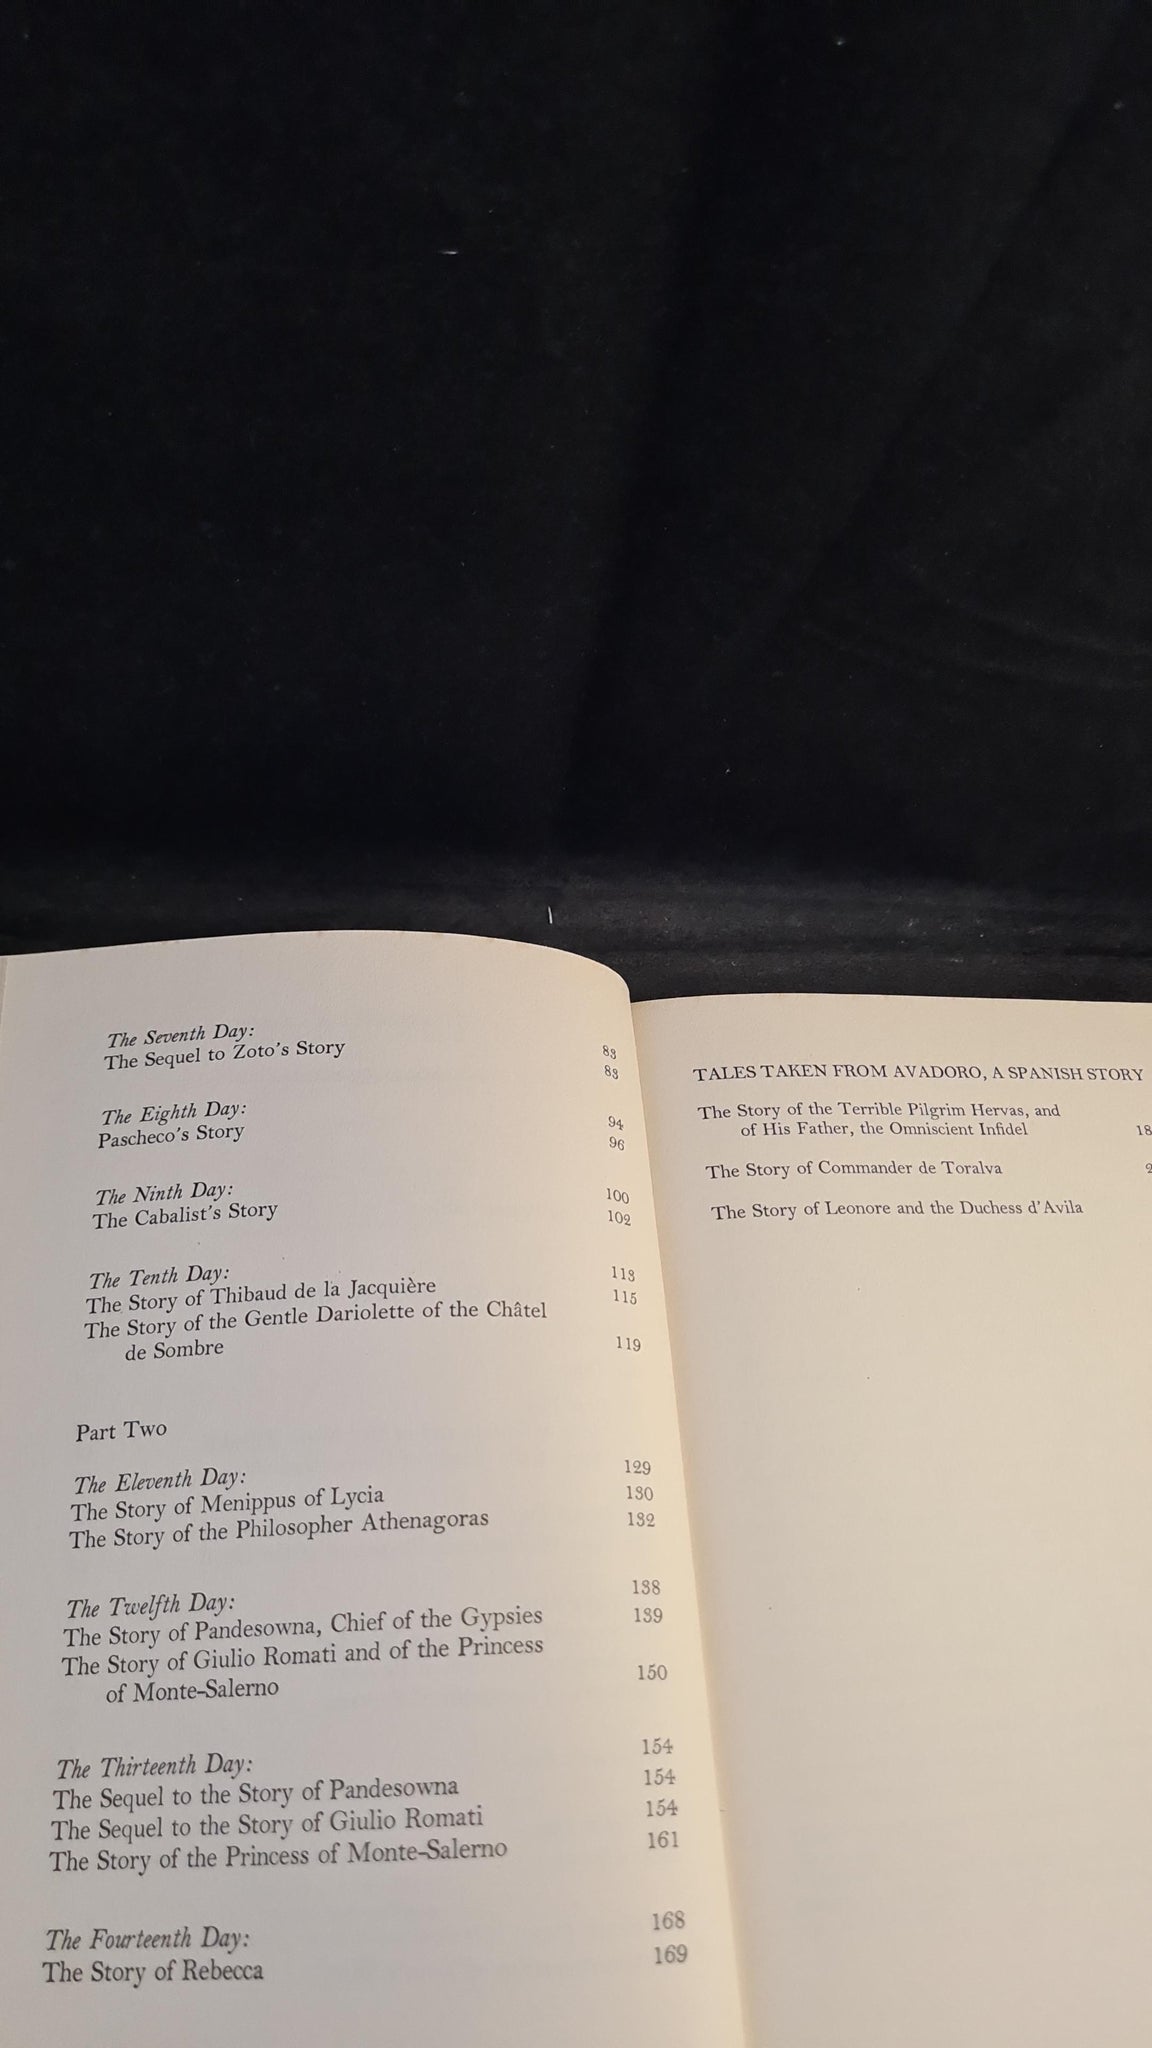 The Seventh Day: 83
The Sequel to Zoto's Story 83
The Eighth Day: 94
Pascheco's Story 96
The Ninth Day: 100
The Cabalist's Story 102
The Tenth Day: 113
The Story of Thibaud de la Jacquière 115
The Story of the Gentle Dariolette of the Châtel
de Sombre 119
Part Two
The Eleventh Day: 129
The Story of Menippus of Lycia 130
The Story of the Philosopher Athenagoras 132
The Twelfth Day: 138
The Story of Pandesowna, Chief of the Gypsies 139
The Story of Giulio Romati and of the Princess
of Monte-Salerno 150
The Thirteenth Day: 154
The Sequel to the Story of Pandesowna 154
The Sequel to the Story of Giulio Romati 154
The Story of the Princess of Monte-Salerno 161
The Fourteenth Day: 168
The Story of Rebecca 169
TALES TAKEN FROM AVADORO, A SPANISH STORY
The Story of the Terrible Pilgrim Hervas, and
of His Father, the Omniscient Infidel
The Story of Commander de Toralva
The Story of Leonore and the Duchess d'Avila